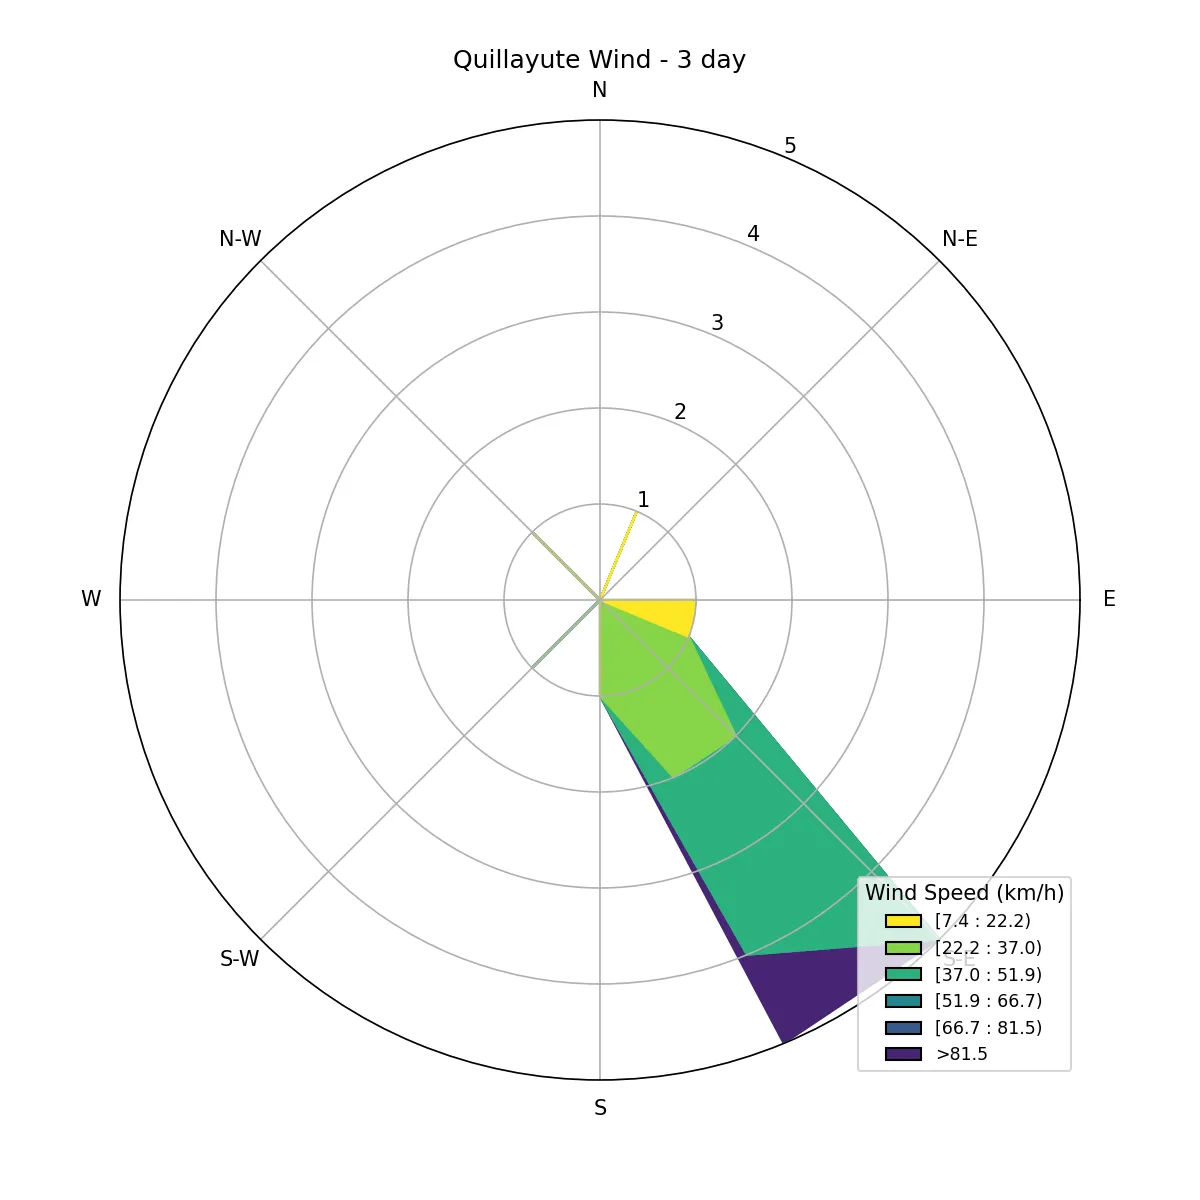 Quillayute Wind - 3 day
N
5
N-W
N-E
4
3
2
1
W
E
Wind Speed (km/h)
[7.4 : 22.2)
[22.2 : 37.0)
S-W
S-E
[37.0 : 51.9)
[51.9 : 66.7)
[66.7 : 81.5)
>81.5
S